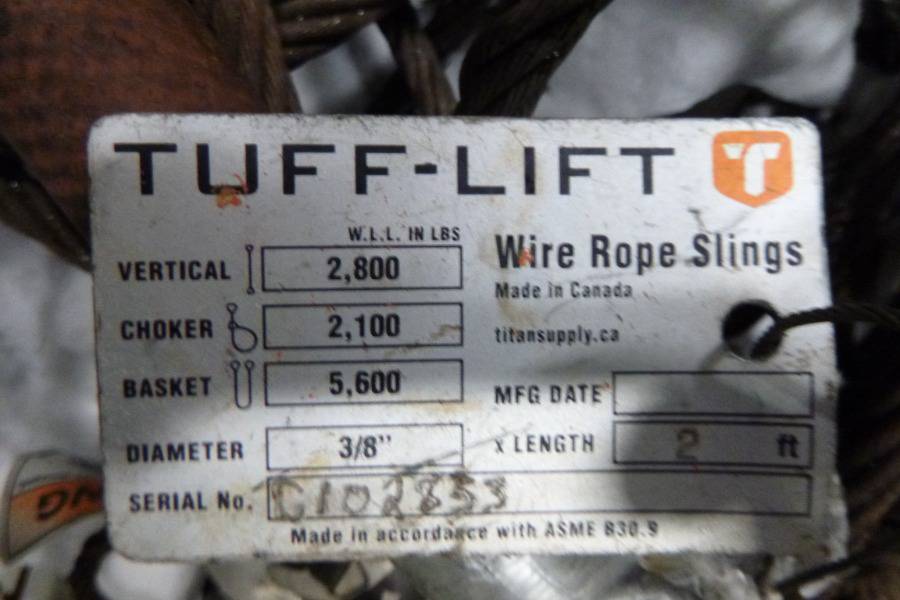 TUFF-LIFT T
W.L.L. IN LBS
VERTICAL 2,800
CHOKER 2,100
BASKET 5,600
DIAMETER 3/8"
Wire Rope Slings
Made in Canada
titansupply.ca
MFG DATE
x LENGTH 2 ft
SERIAL No. C102853
Made in accordance with ASME B30.9
NG